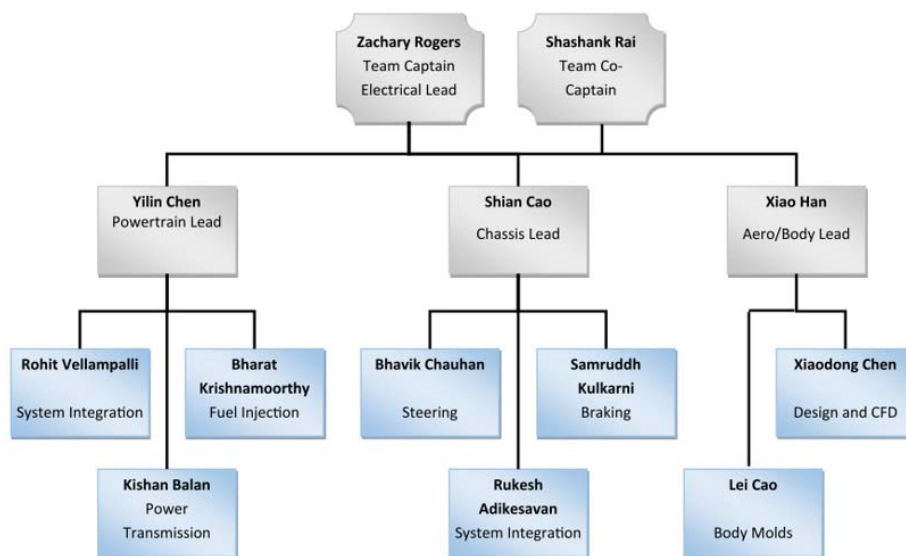 Zachary Rogers
Team Captain
Electrical Lead
Shashank Rai
Team Co-
Captain
Yilin Chen
Powertrain Lead
Shian Cao
Chassis Lead
Xiao Han
Aero/Body Lead
Rohit Vellampalli
System Integration
Bharat
Krishnamoorthy
Fuel Injection
Bhavik Chauhan
Steering
Samruddh
Kulkarni
Braking
Xiaodong Chen
Design and CFD
Kishan Balan
Power
Transmission
Rukesh
Adikesavan
System Integration
Lei Cao
Body Molds